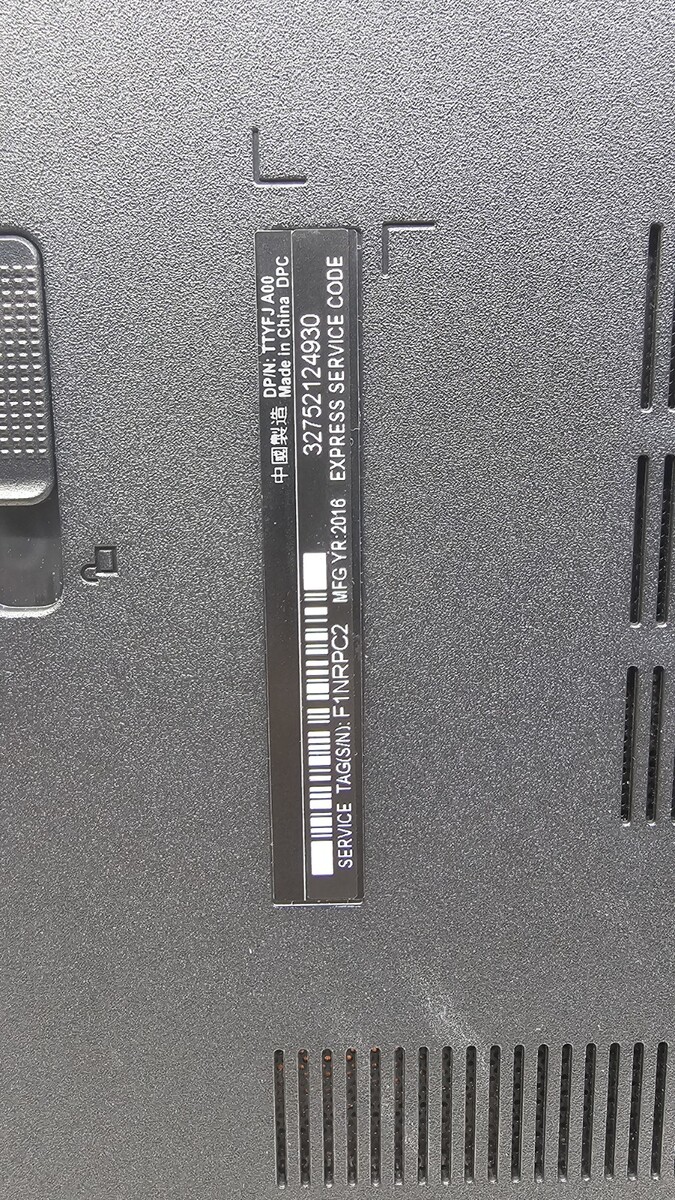 DP/N: TTYFJ A00
中國製造 Made in China DPC
32752124930
SERVICE TAG(S/N): F1NRPC2 MFG YR:2016 EXPRESS SERVICE CODE